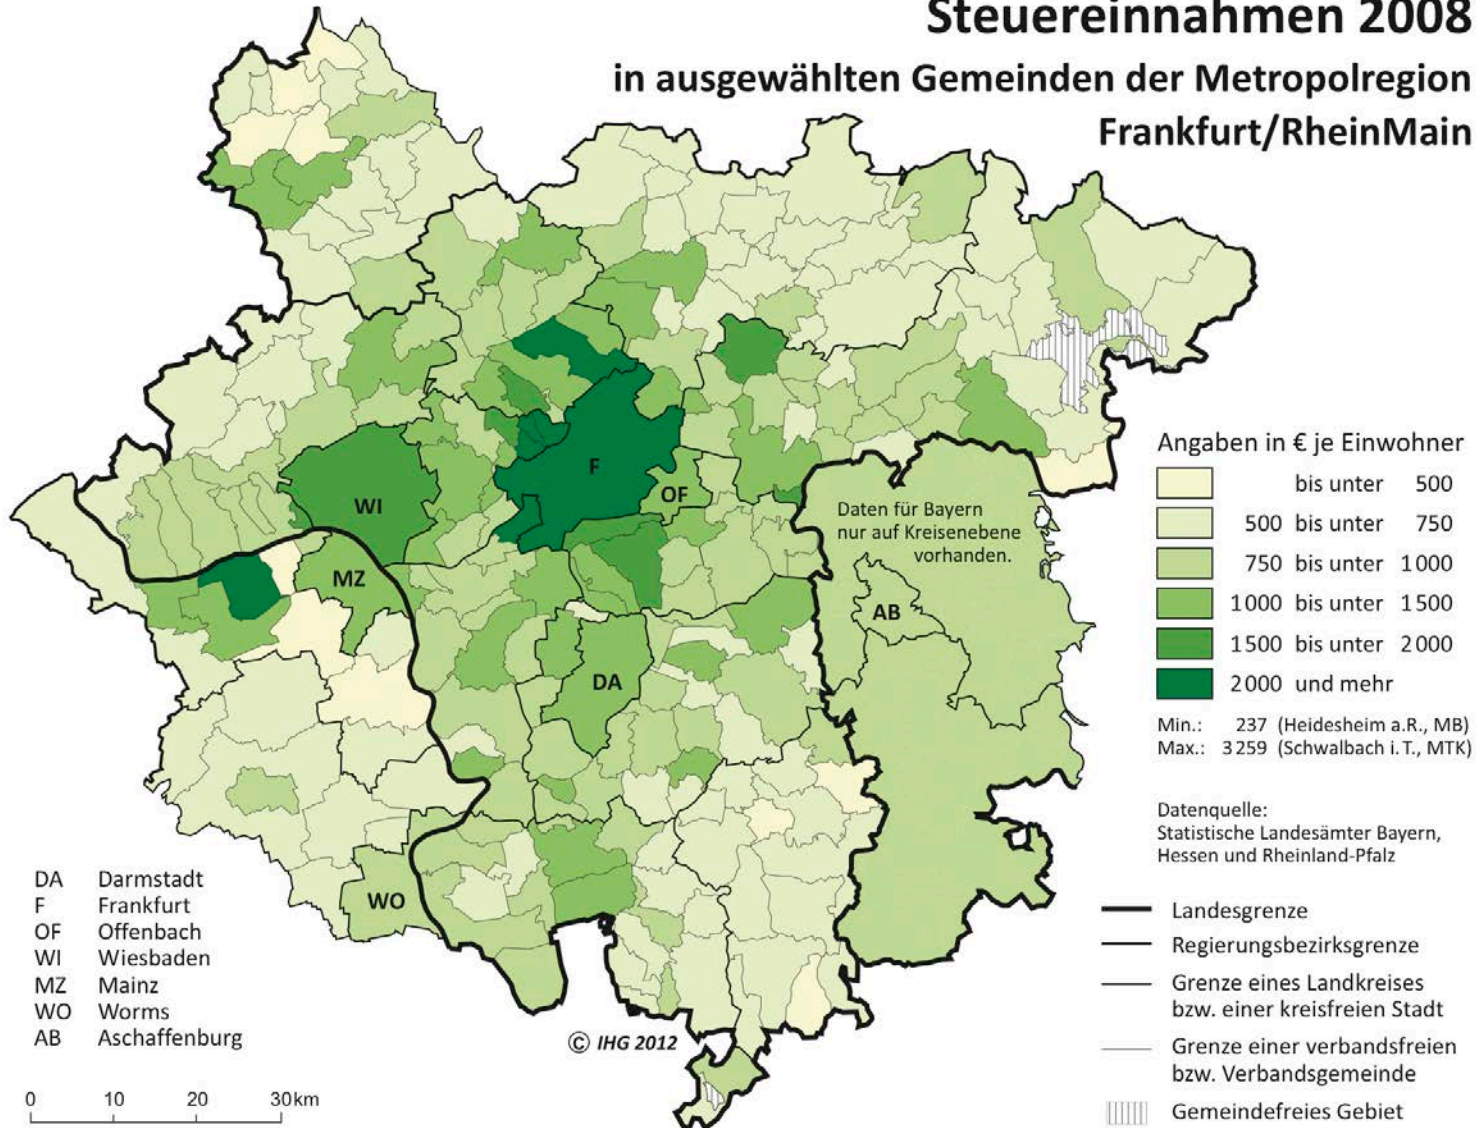 Steuereinnahmen 2008
in ausgewählten Gemeinden der Metropolregion
Frankfurt/RheinMain
F
OF
WI
MZ
DA
WO
AB
Daten für Bayern
nur auf Kreisenebene
vorhanden.
Angaben in € je Einwohner
bis unter 500
500 bis unter 750
750 bis unter 1000
1000 bis unter 1500
1500 bis unter 2000
2000 und mehr
Min.: 237 (Heidesheim a.R., MB)
Max.: 3259 (Schwalbach i.T., MTK)
Datenquelle:
Statistische Landesämter Bayern,
Hessen und Rheinland-Pfalz
DA Darmstadt
F Frankfurt
OF Offenbach
WI Wiesbaden
MZ Mainz
WO Worms
AB Aschaffenburg
Landesgrenze
Regierungsbezirksgrenze
Grenze eines Landkreises
bzw. einer kreisfreien Stadt
Grenze einer verbandsfreien
bzw. Verbandsgemeinde
Gemeindefreies Gebiet
© IHG 2012
0 10 20 30km